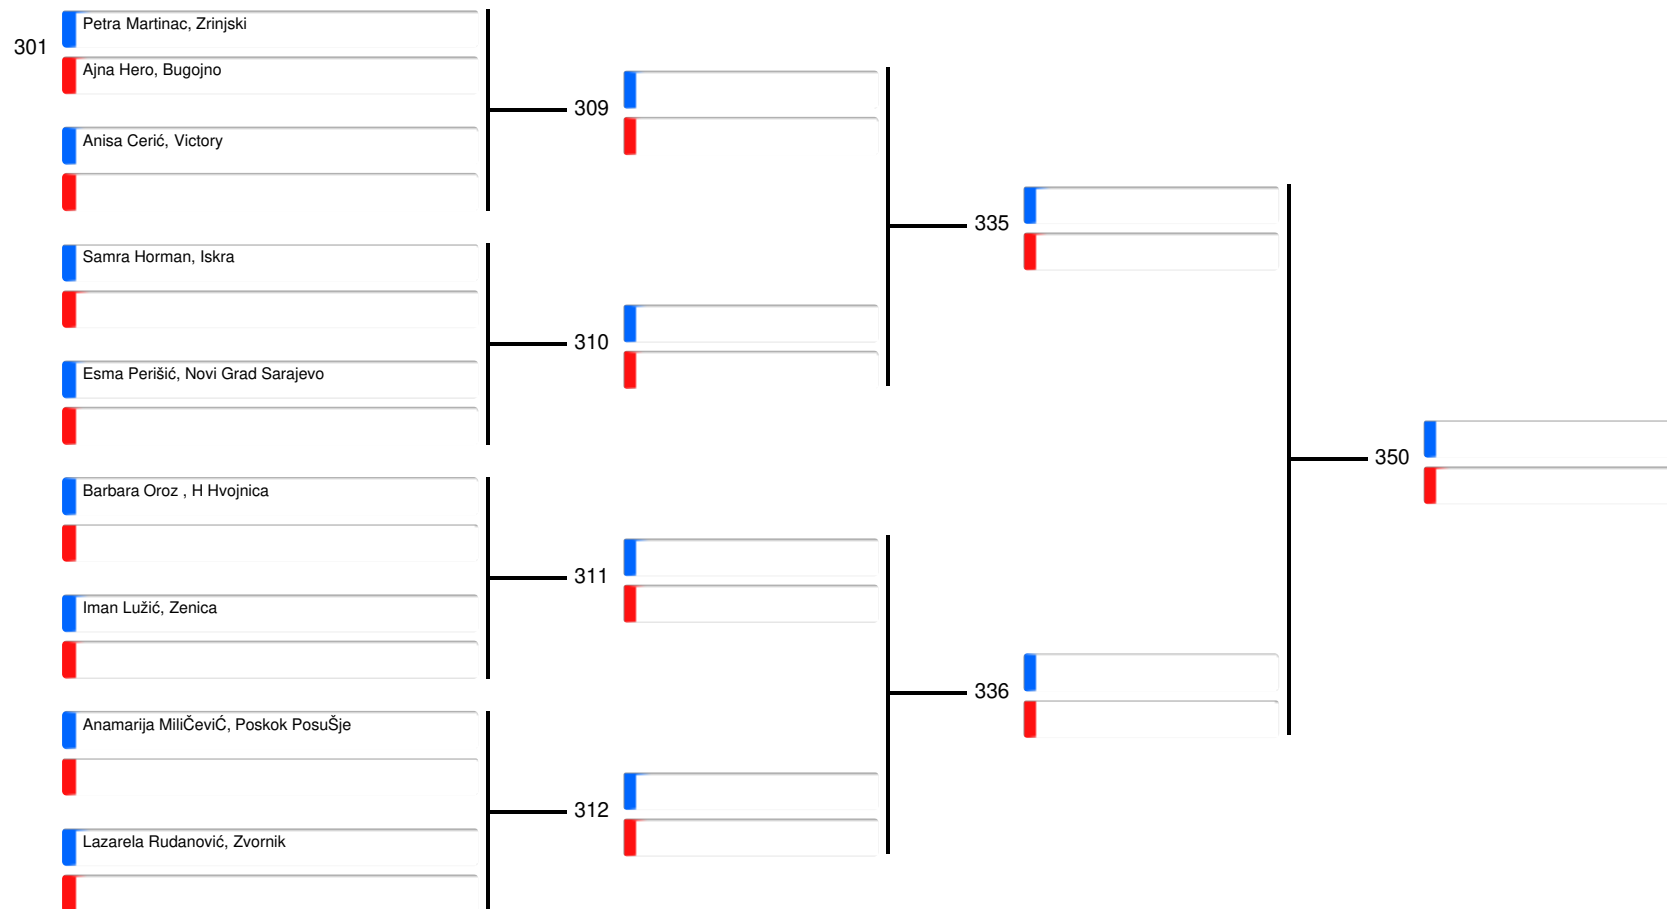 Petra Martinac, Zrinjski
301
Ajna Hero, Bugojno
309
Anisa Cerić, Victory
335
Samra Horman, Iskra
310
Esma Perišić, Novi Grad Sarajevo
350
Barbara Oroz , H Hvojnica
311
Iman Lužić, Zenica
336
Anamarija MiliČeviĆ, Poskok PosuŠje
312
Lazarela Rudanović, Zvornik